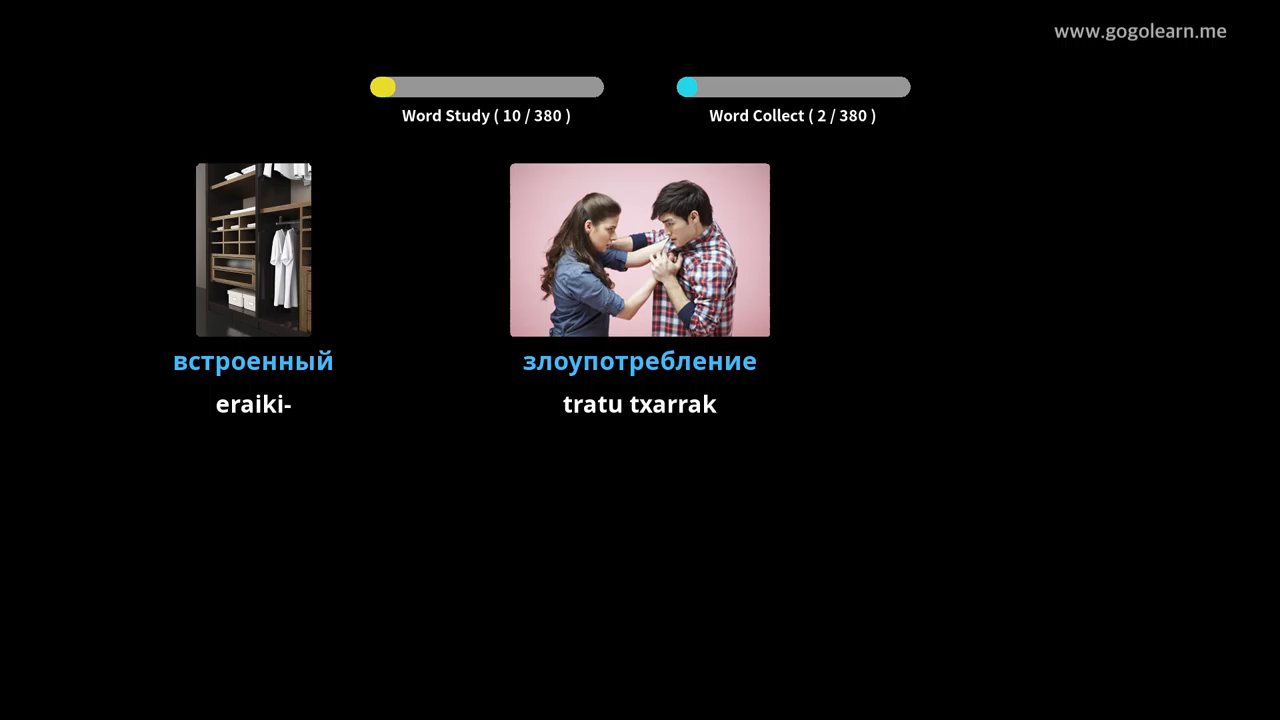 www.gogolearn.me
Word Study ( 10 / 380 )
Word Collect ( 2 / 380 )
встроенный
eraiki-
злоупотребление
tratu txarrak